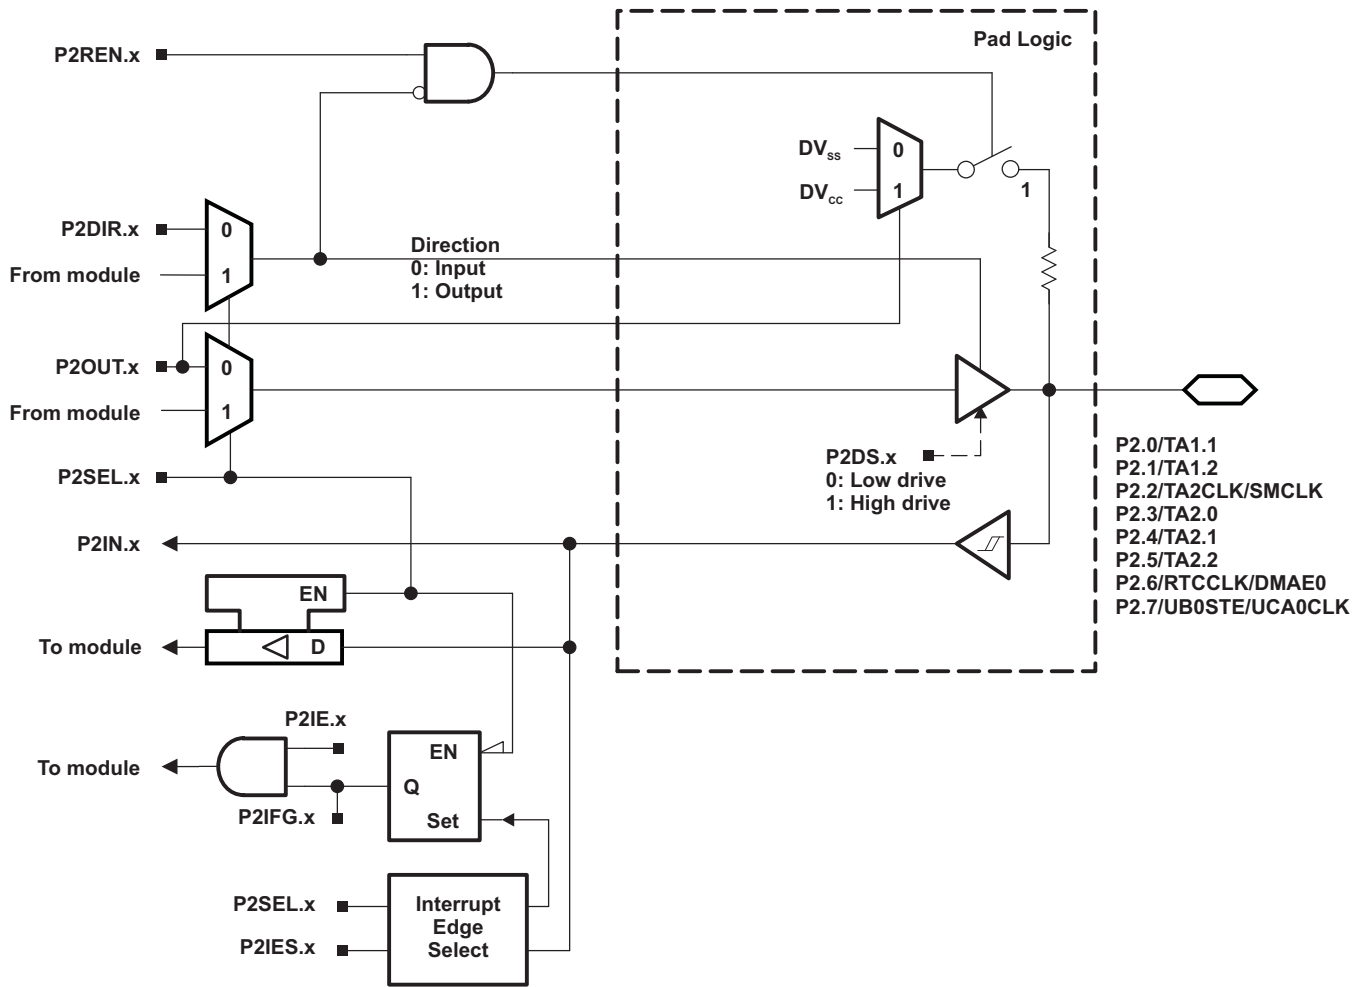 Pad Logic
P2REN.x
DVSS
0
DVCC
1
1
P2DIR.x
0
From module
1
Direction
0: Input
1: Output
P2OUT.x
0
From module
1
P2DS.x
0: Low drive
1: High drive
P2SEL.x
P2IN.x
P2.0/TA1.1
P2.1/TA1.2
P2.2/TA2CLK/SMCLK
P2.3/TA2.0
P2.4/TA2.1
P2.5/TA2.2
P2.6/RTCCLK/DMAE0
P2.7/UB0STE/UCA0CLK
EN
To module
D
P2IE.x
EN
To module
Q
P2IFG.x
Set
P2SEL.x
P2IES.x
Interrupt
Edge
Select